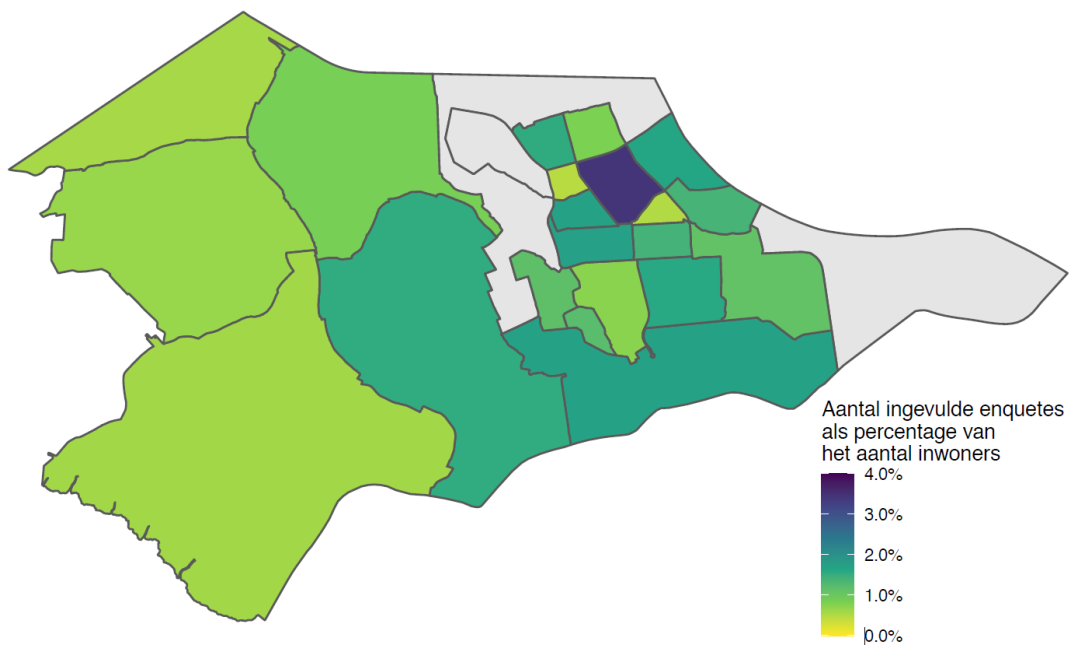 Aantal ingevulde enquetes
als percentage van
het aantal inwoners
4.0%
3.0%
2.0%
1.0%
0.0%